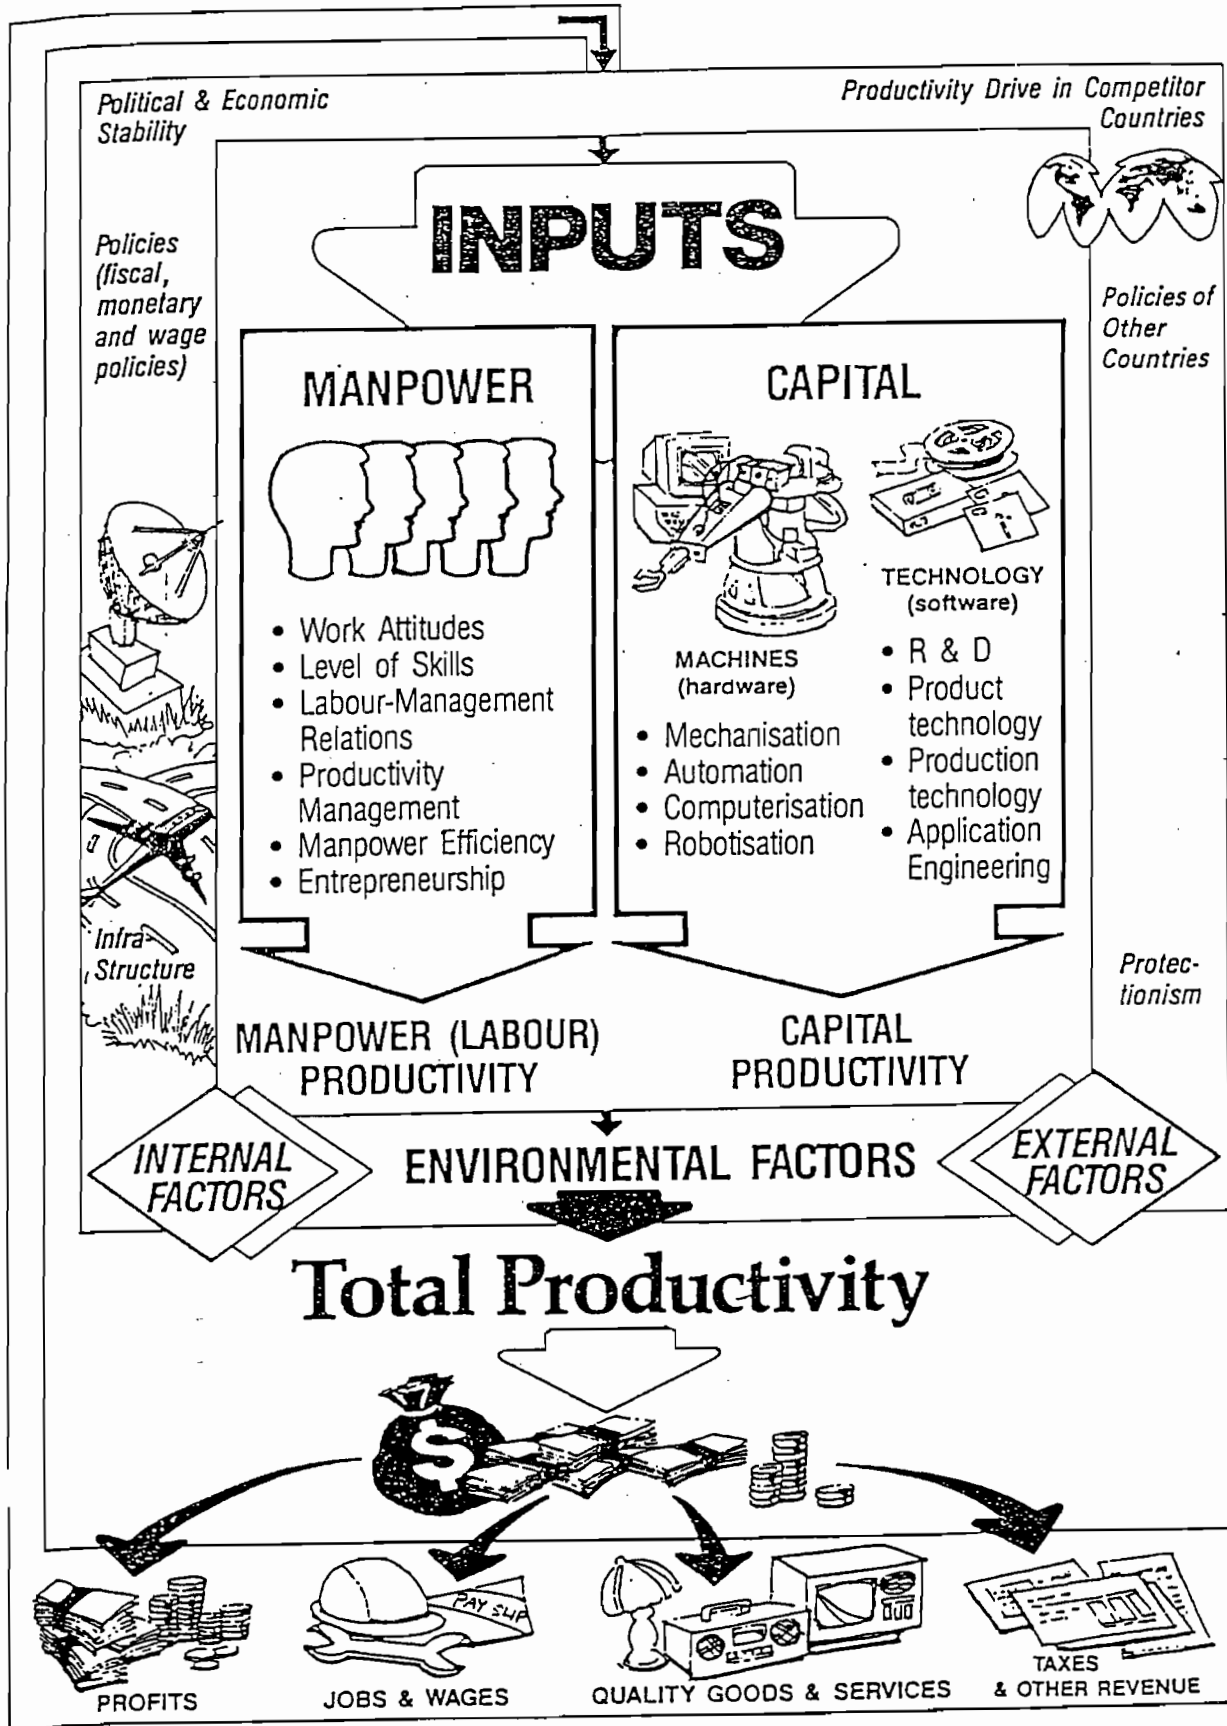 Political & Economic
Stability
Productivity Drive in Competitor
Countries
INPUTS
Policies
(fiscal,
monetary
and wage
policies)
Policies of
Other
Countries
MANPOWER
• Work Attitudes
• Level of Skills
• Labour-Management
Relations
• Productivity
Management
• Manpower Efficiency
• Entrepreneurship
CAPITAL
MACHINES
(hardware)
• Mechanisation
• Automation
• Computerisation
• Robotisation
TECHNOLOGY
(software)
• R & D
• Product
technology
• Production
technology
• Application
Engineering
Infra-
Structure
Protec-
tionism
MANPOWER (LABOUR)
PRODUCTIVITY
CAPITAL
PRODUCTIVITY
INTERNAL
FACTORS
ENVIRONMENTAL FACTORS
EXTERNAL
FACTORS
Total Productivity
$
PAY SLIP
PROFITS
JOBS & WAGES
QUALITY GOODS & SERVICES
TAXES
& OTHER REVENUE